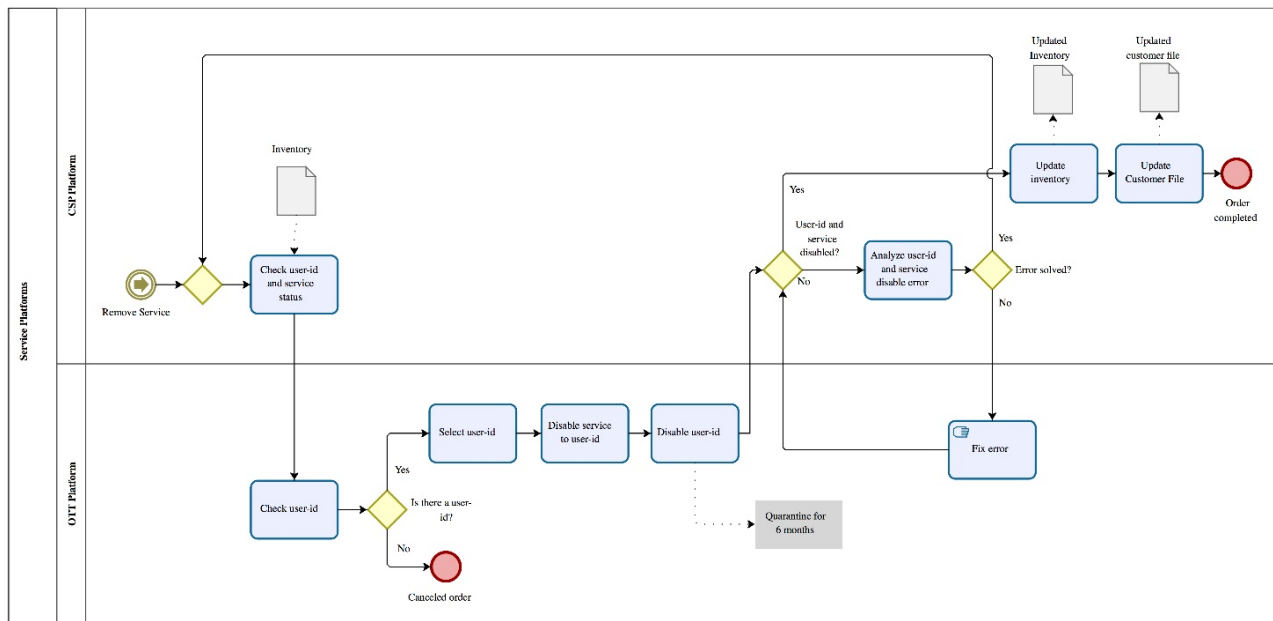 Service Platforms
CSP Platform
OTT Platform
Updated
Inventory
Updated
customer file
Inventory
Update
inventory
Update
Customer File
Order
completed
Yes
User-id and
service
disabled?
No
Analyze user-id
and service
disable error
Yes
Error solved?
No
Remove Service
Check user-id
and service
status
Select user-id
Disable service
to user-id
Disable user-id
Fix error
Yes
Check user-id
Is there a user-
id?
No
Canceled order
Quarantine for
6 months